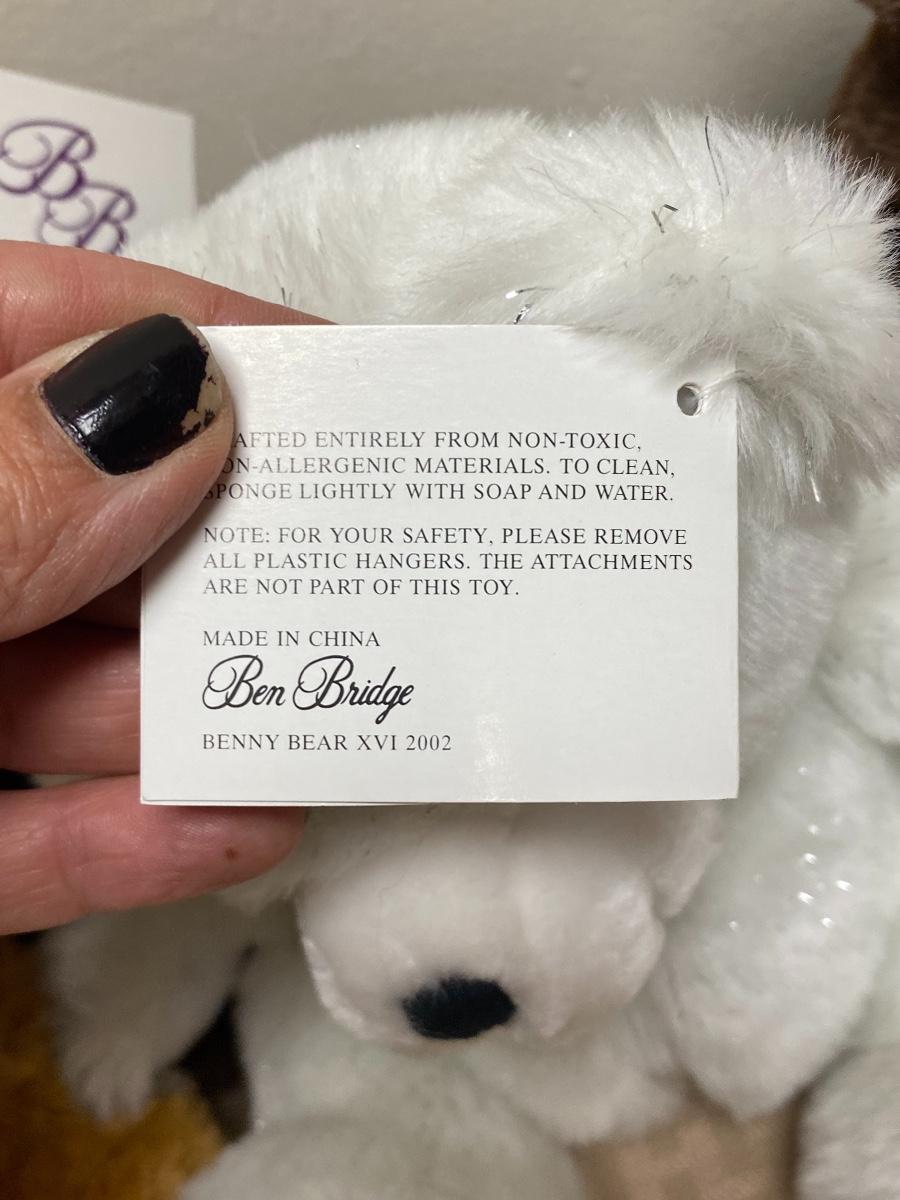 B
B
AFTED ENTIRELY FROM NON-TOXIC,
ON-ALLERGENIC MATERIALS. TO CLEAN,
SPONGE LIGHTLY WITH SOAP AND WATER.
NOTE: FOR YOUR SAFETY, PLEASE REMOVE
ALL PLASTIC HANGERS. THE ATTACHMENTS
ARE NOT PART OF THIS TOY.
MADE IN CHINA
Ben Bridge
BENNY BEAR XVI 2002